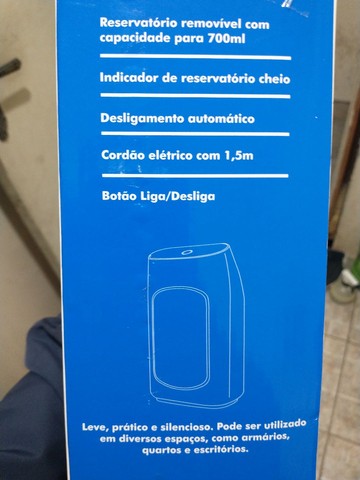 Reservatório removível com
capacidade para 700ml
Indicador de reservatório cheio
Desligamento automático
Cordão elétrico com 1,5m
Botão Liga/Desliga
Leve, prático e silencioso. Pode ser utilizado
em diversos espaços, como armários,
quartos e escritórios.